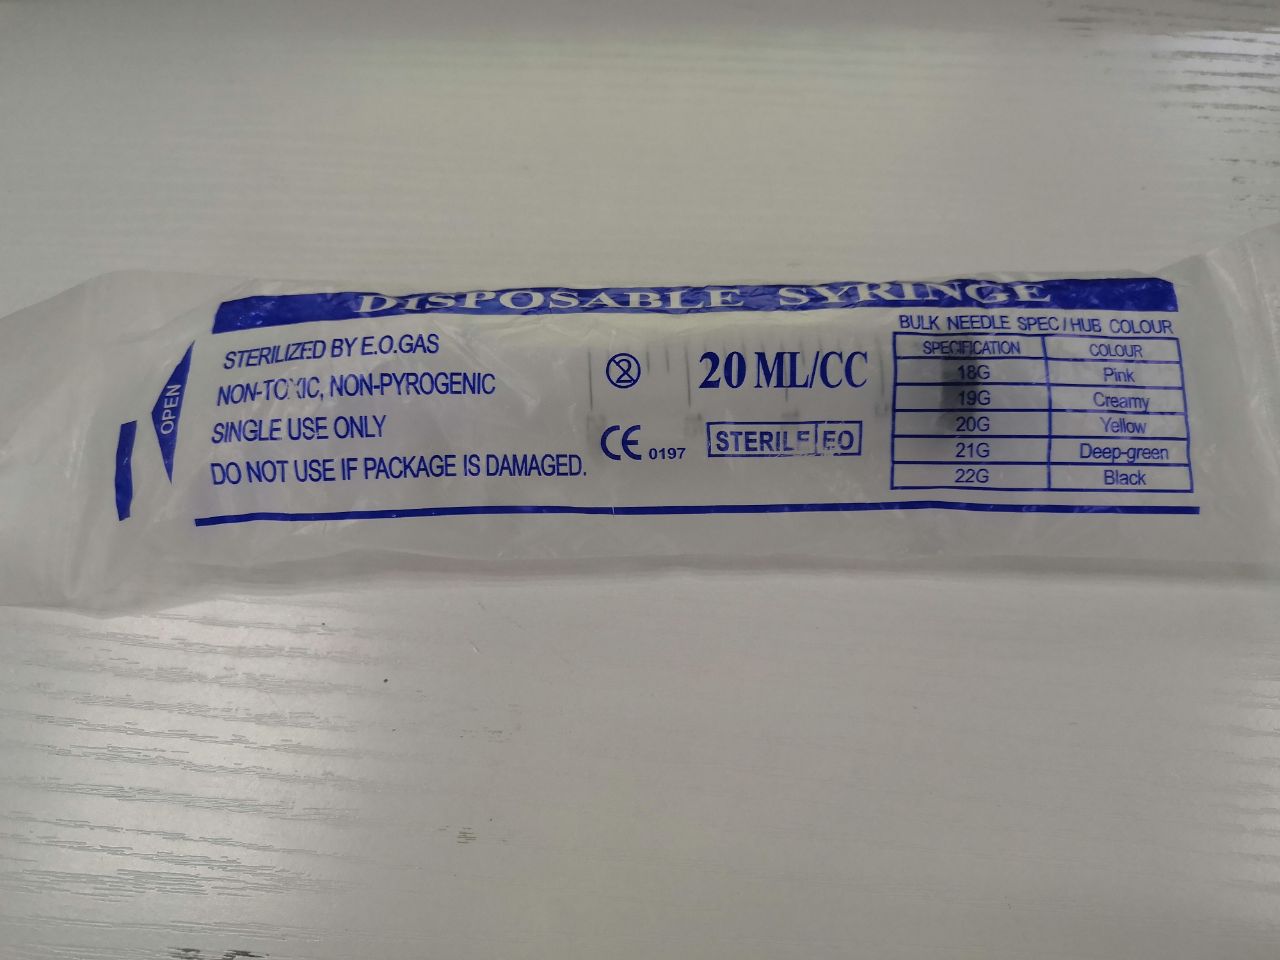 DISPOSABLE SYRINGE
OPEN
STERILIZED BY E.O.GAS
NON-TOXIC, NON-PYROGENIC
SINGLE USE ONLY
DO NOT USE IF PACKAGE IS DAMAGED.
2
20 ML/CC
CE 0197
STERILE EO
BULK NEEDLE SPEC/HUB COLOUR
SPECIFICATION COLOUR
18G Pink
19G Creamy
20G Yellow
21G Deep-green
22G Black